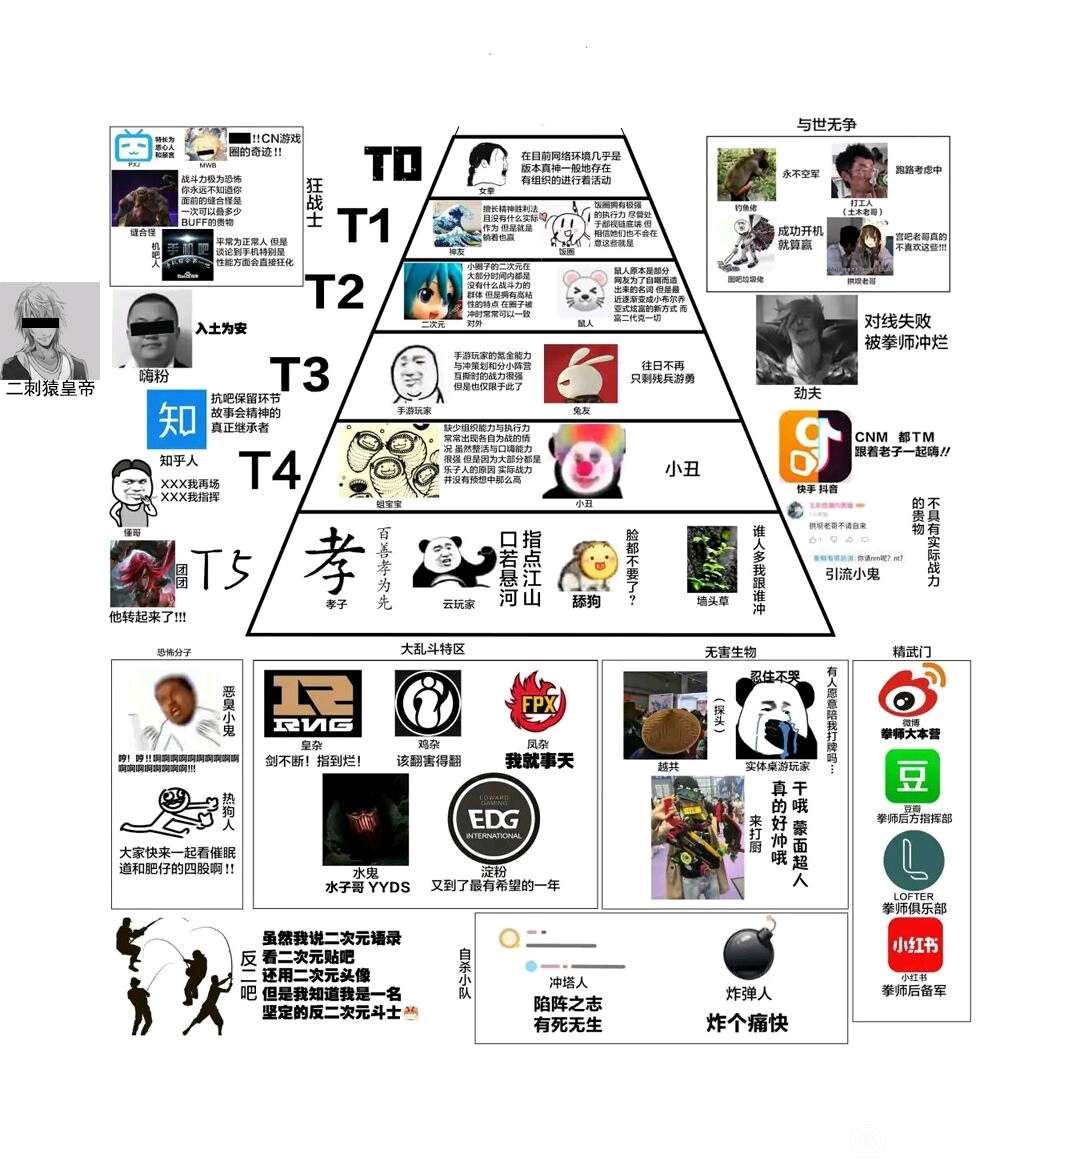 与世无争
特长为
恶心人
和蔽害
PXJ
MWB
!!CN游戏
圈的奇迹!!
战斗力极为恐怖
你永远不知道你
面前的缝合怪是
一次可以叠多少
BUFF的贵物
缝合怪
机吧人
手机吧
平常为正常人 但是
谈论到手机特别是
性能方面会直接狂化
狂战士
T0
女拳
在目前网络环境几乎是
版本真神一般地存在
有组织的进行着活动
T1
神友
擅长精神胜利法
且没有什么实际
作为 但是就是
躺着也赢
饭圈
饭圈拥有极强
的执行力 尽管处
于鄙视链底端 但
相信她们也不会在
意这些就是
T2
二次元
小圈子的二次元在
大部分时间内都是
没有什么战斗力的
群体 但是拥有高粘
性的特点 在圈子被
冲时常常可以一致
对外
鼠人
鼠人原本是部分
网友为了自嘲而造
出来的名词 但是最
近逐渐变成小布尔乔
亚式炫富的新方式 而
富二代克一切
T3
手游玩家
手游玩家的氪金能力
与冲策划和分小阵营
互撕时的战力很强
但是也仅限于此了
兔友
往日不再
只剩残兵游勇
T4
蛆宝宝
缺少组织能力与执行力
常常出现各自为战的情
况 虽然整活与口嗨能力
很强 但是因为大部分都是
乐子人的原因 实际战力
并没有预想中那么高
小丑
小丑
T5
孝
孝子
百善孝为先
云玩家
指点江山
口若悬河
舔狗
脸都不要了?
墙头草
谁人多我跟谁冲
钓鱼佬
永不空军
打工人
(土木老哥)
跑路考虑中
图吧垃圾佬
成功开机
就算赢
拱坝老哥
宫吧老哥真的
不喜欢这些!!!
二刺猿皇帝
嗨粉
入土为安
知
知乎人
抗吧保留环节
故事会精神的
真正继承者
懂哥
XXX我再场
XXX我指挥
团团
他转起来了!!!
劲夫
对线失败
被拳师冲烂
快手 抖音
CNM 都TM
跟着老子一起嗨!!
拱坝老哥不请自来
引流小鬼
不具有实际战力
的贵物
恐怖分子
恶臭小鬼
哼!哼!!啊啊啊啊啊啊啊啊啊
啊啊啊啊啊啊啊啊啊!!!
热狗人
大家快来一起看催眠
道和肥仔的四股啊!!
大乱斗特区
RNG
皇杂
剑不断!指到烂!
鸡杂
该翻害得翻
FPX
凤杂
我就事天
水鬼
水子哥 YYDS
EDWARD
GAMING
EDG
INTERNATIONAL
淀粉
又到了最有希望的一年
无害生物
越共
(探头)
忍住不哭
实体桌游玩家
有人愿意陪我打牌吗…
来打厨
干哦 蒙面超人
真的好帅哦
精武门
微博
拳师大本营
豆
豆瓣
拳师后方指挥部
LOFTER
拳师俱乐部
小红书
小红书
拳师后备军
反二吧
虽然我说二次元语录
看二次元贴吧
还用二次元头像
但是我知道我是一名
坚定的反二次元斗士
自杀小队
冲塔人
陷阵之志
有死无生
炸弹人
炸个痛快